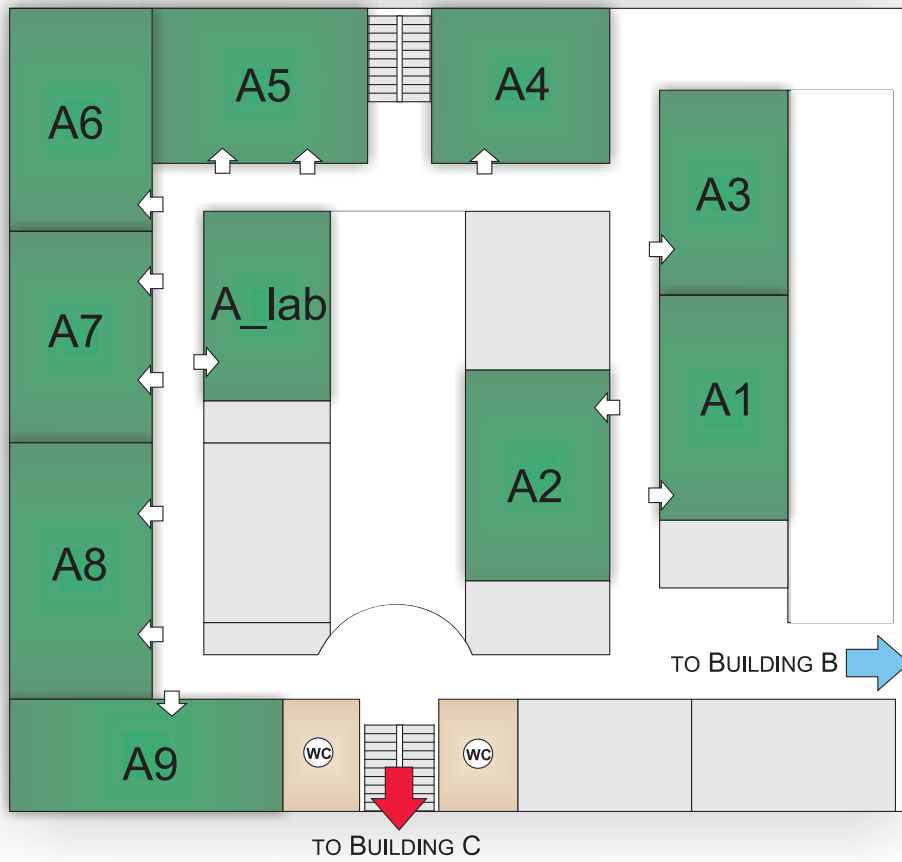 A5
A4
A6
A3
A_lab
A7
A1
A2
A8
TO BUILDING B
A9
WC
WC
TO BUILDING C